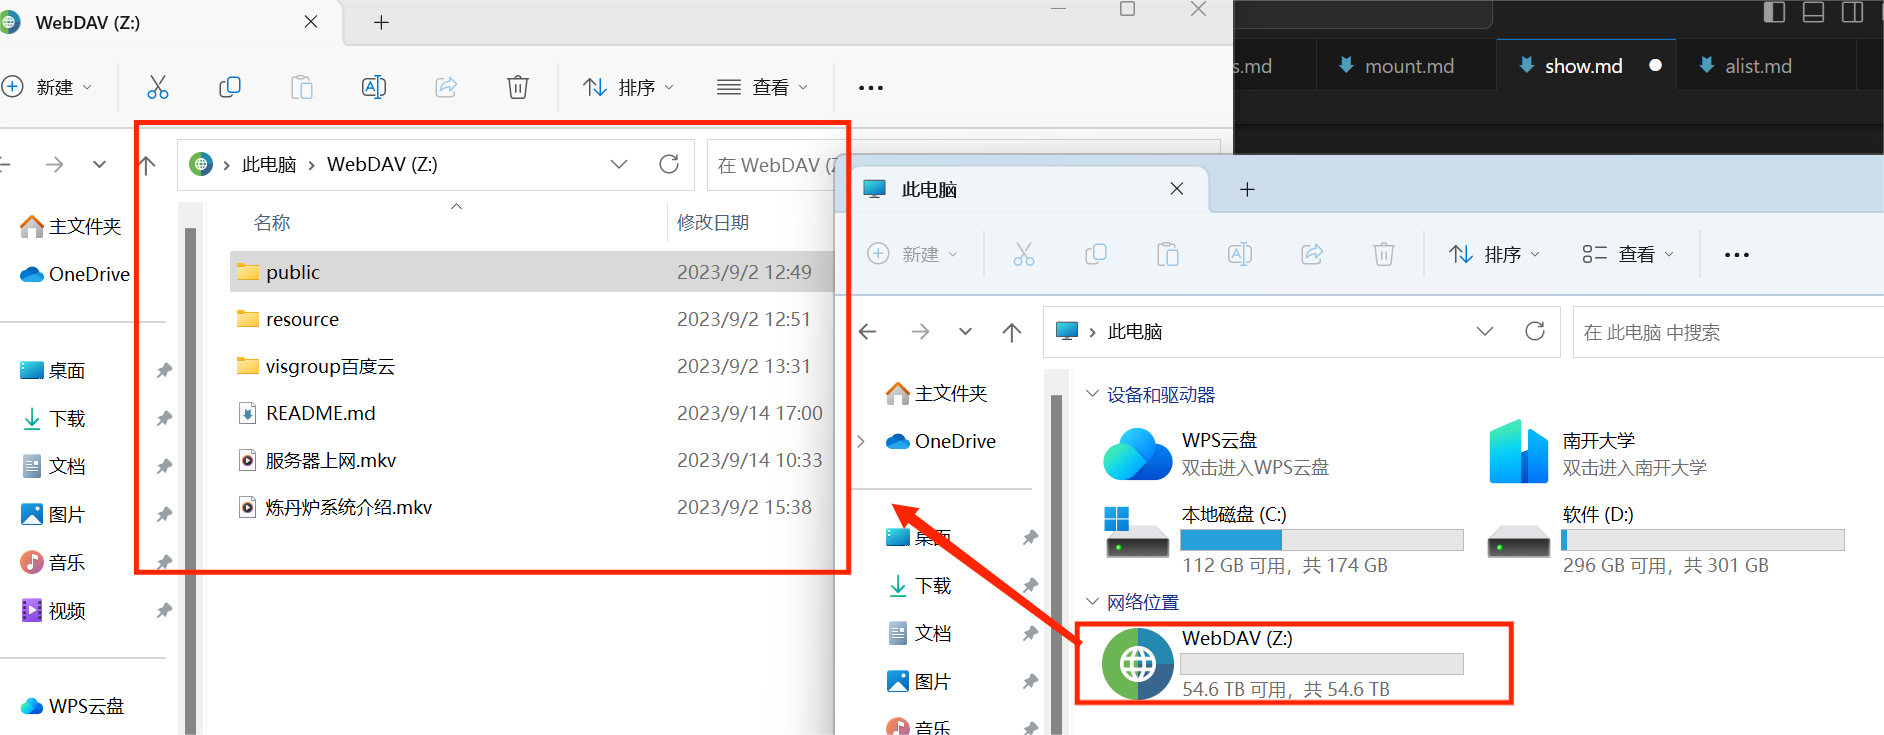 WebDAV (Z:)
s.md
mount.md
show.md
alist.md
新建
排序
查看
此电脑
WebDAV (Z:)
在 WebDAV (Z
名称
修改日期
主文件夹
OneDrive
桌面
下载
文档
图片
音乐
视频
WPS云盘
public
2023/9/2 12:49
resource
2023/9/2 12:51
visgroup百度云
2023/9/2 13:31
README.md
2023/9/14 17:00
服务器上网.mkv
2023/9/14 10:33
炼丹炉系统介绍.mkv
2023/9/2 15:38
此电脑
新建
排序
查看
此电脑
在 此电脑 中搜索
主文件夹
OneDrive
桌面
下载
文档
图片
音乐
设备和驱动器
WPS云盘
双击进入WPS云盘
南开大学
双击进入南开大学
本地磁盘 (C:)
112 GB 可用，共 174 GB
软件 (D:)
296 GB 可用，共 301 GB
网络位置
WebDAV (Z:)
54.6 TB 可用，共 54.6 TB